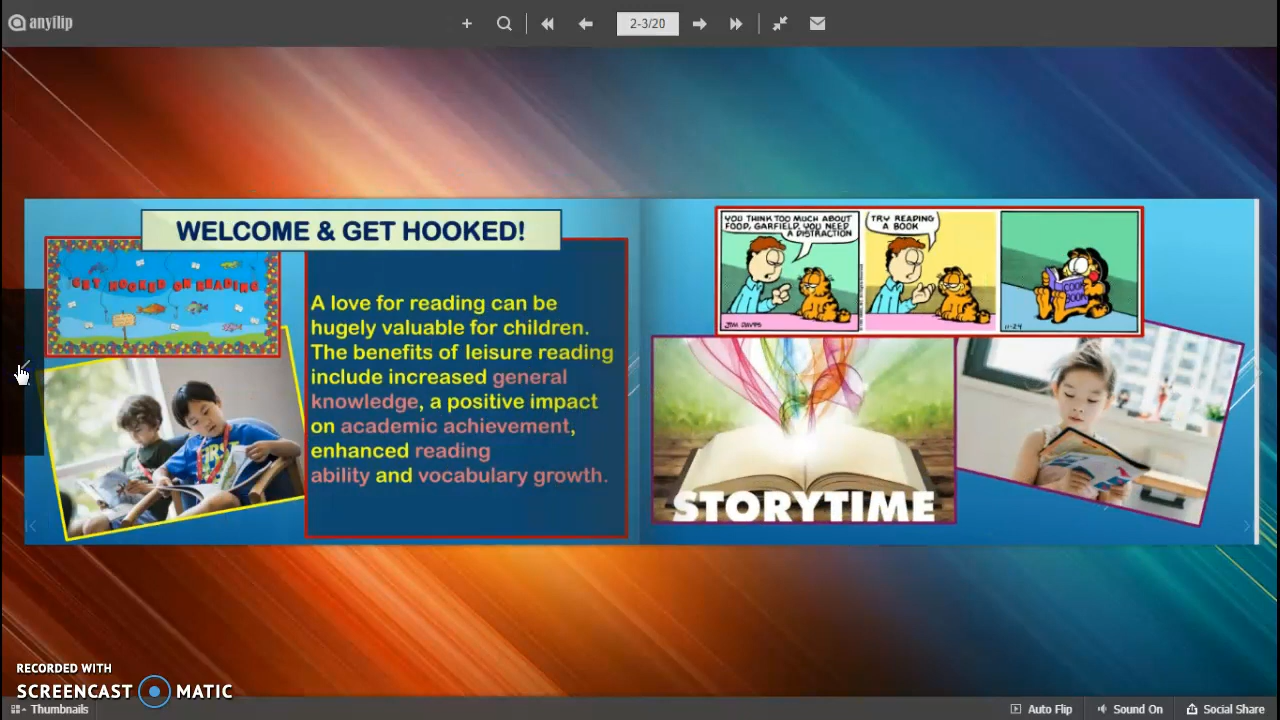 anyflip
2-3/20
WELCOME & GET HOOKED!
GET HOOKED ON READING
A love for reading can be
hugely valuable for children.
The benefits of leisure reading
include increased general
knowledge, a positive impact
on academic achievement,
enhanced reading
ability and vocabulary growth.
YOU THINK TOO MUCH ABOUT
FOOD, GARFIELD. YOU NEED
A DISTRACTION
JIM DAVIS
TRY READING
A BOOK
COOK
BOOK
11-24
STORYTIME
RECORDED WITH
SCREENCAST MATIC
Thumbnails
Auto Flip
Sound On
Social Share